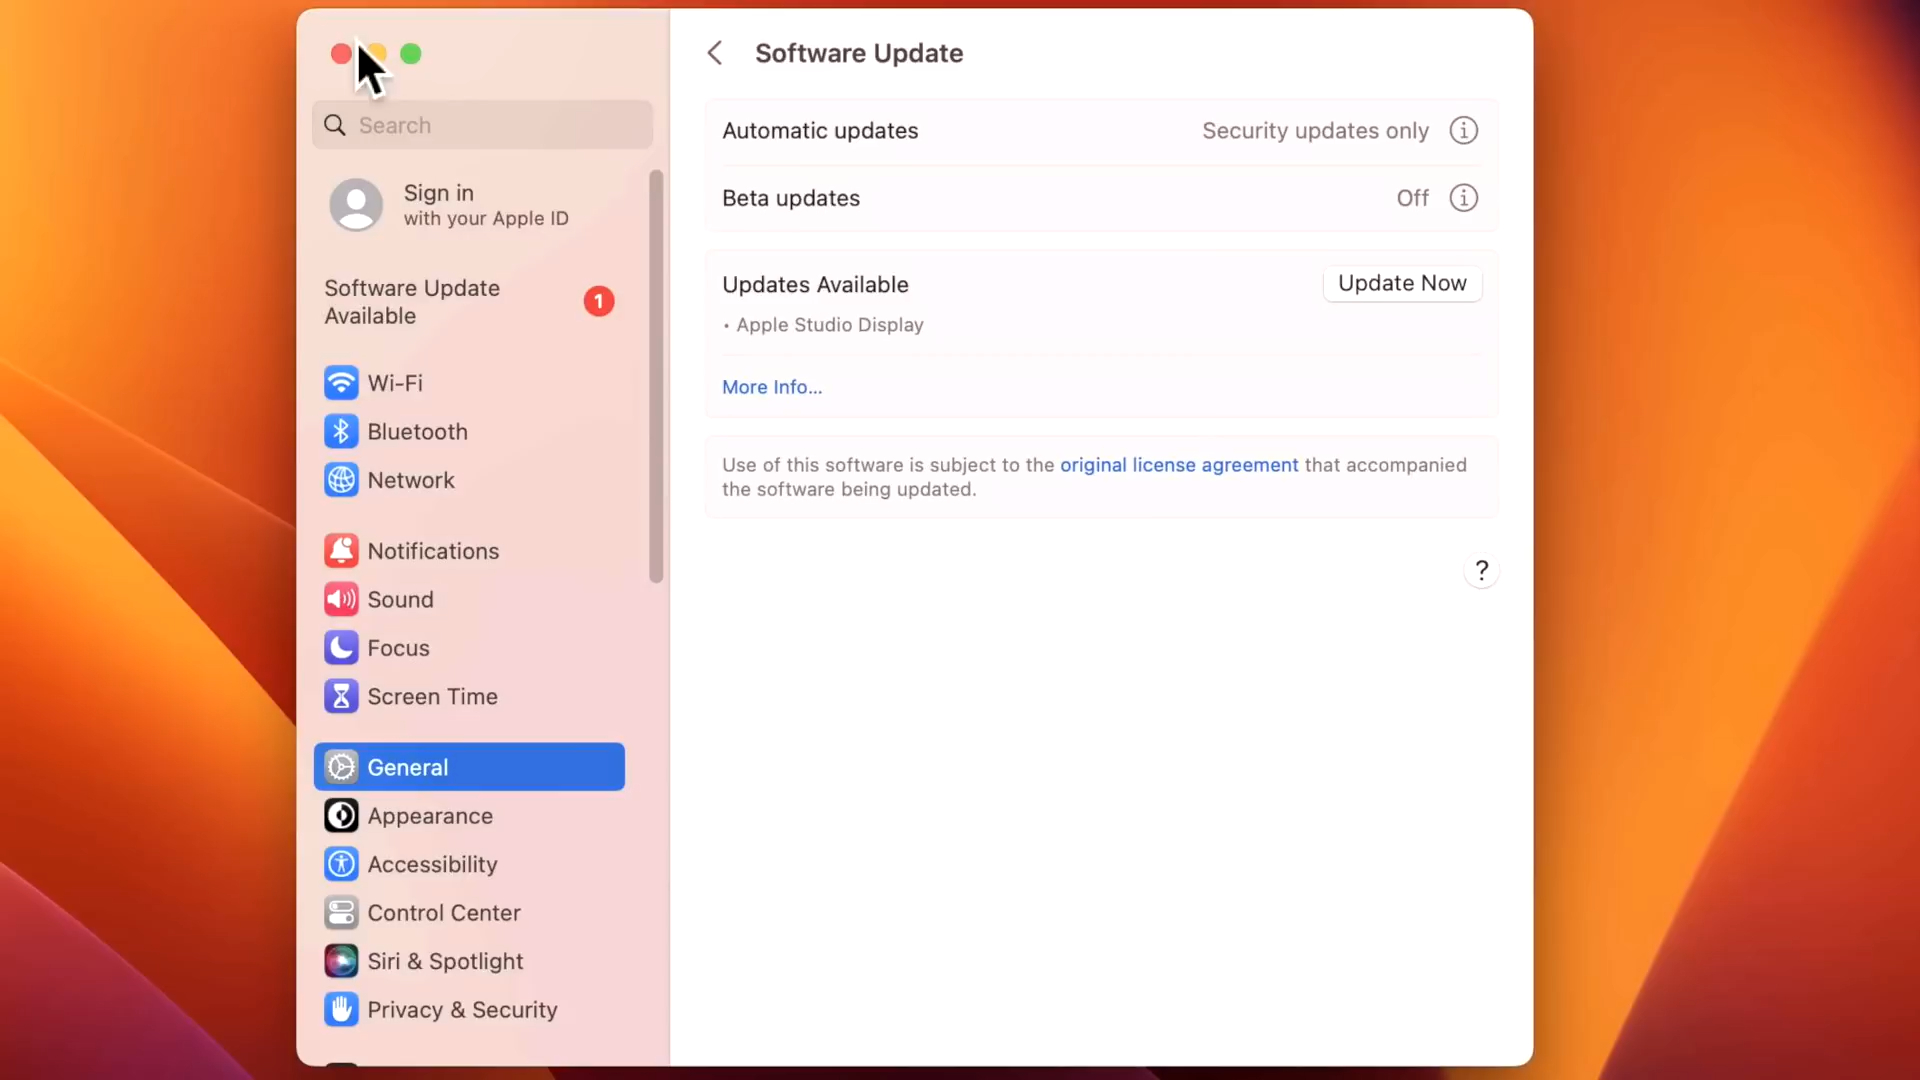 Search
Sign in
with your Apple ID
Software Update
Available
1
Wi-Fi
Bluetooth
Network
Notifications
Sound
Focus
Screen Time
General
Appearance
Accessibility
Control Center
Siri & Spotlight
Privacy & Security
Software Update
Automatic updates Security updates only
Beta updates Off
Updates Available Update Now
• Apple Studio Display
More Info...
Use of this software is subject to the original license agreement that accompanied
the software being updated.
?